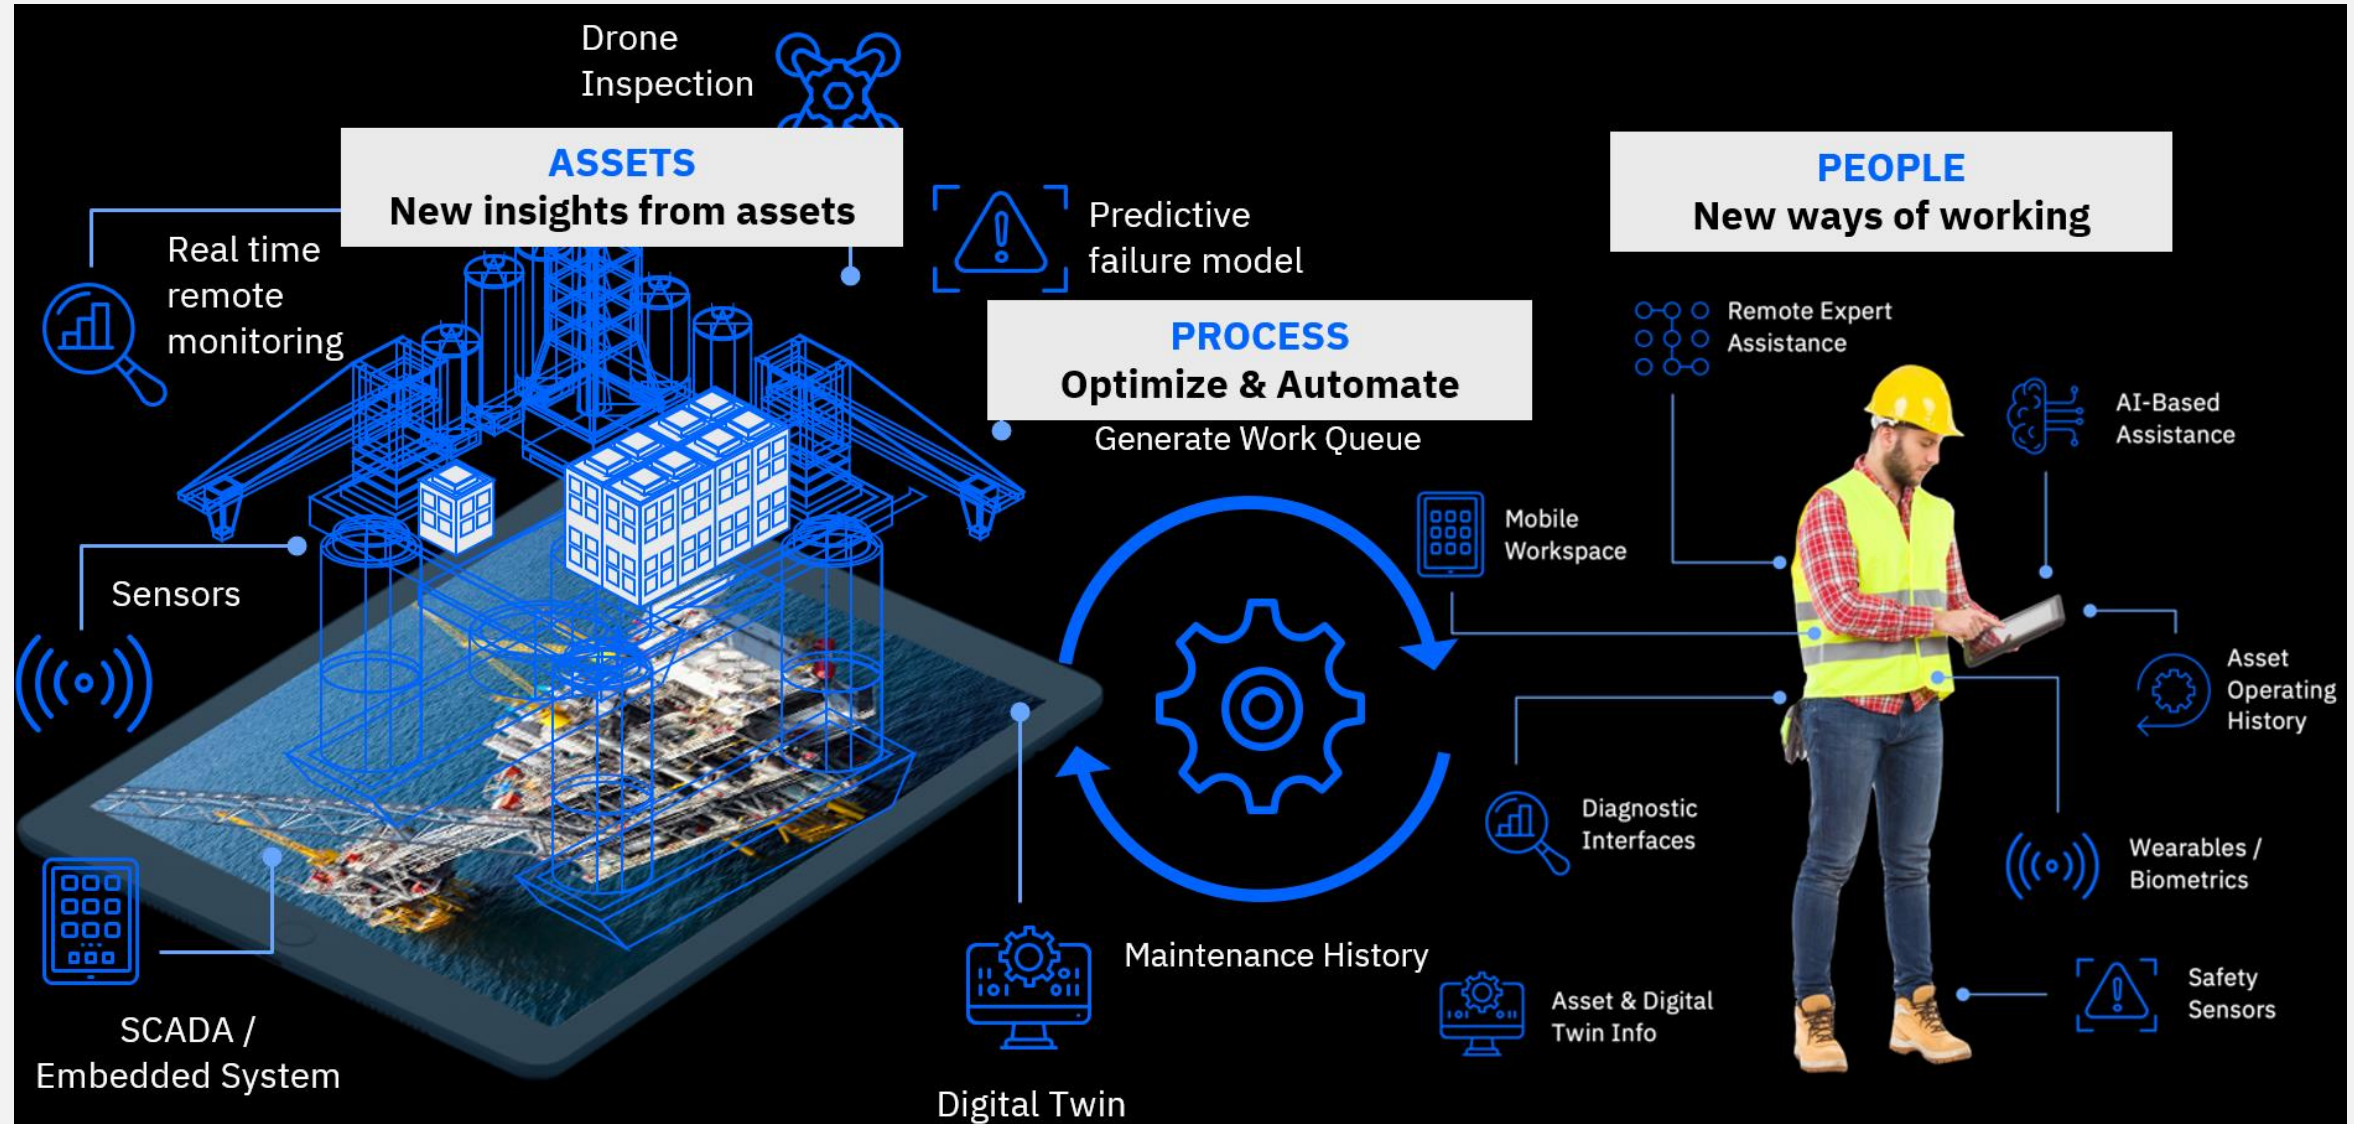 Drone
Inspection
ASSETS
New insights from assets
Real time
remote
monitoring
Predictive
failure model
Sensors
SCADA /
Embedded System
Digital Twin
PROCESS
Optimize & Automate
Generate Work Queue
Maintenance History
PEOPLE
New ways of working
Remote Expert
Assistance
AI-Based
Assistance
Mobile
Workspace
Asset
Operating
History
Diagnostic
Interfaces
Wearables /
Biometrics
Asset & Digital
Twin Info
Safety
Sensors